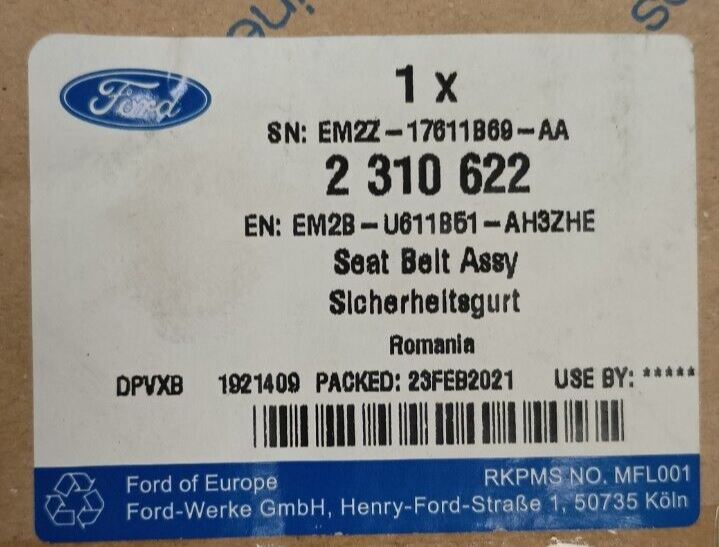 Ford
1 x
SN: EM2Z-17611B69-AA
2 310 622
EN: EM2B-U611B51-AH3ZHE
Seat Belt Assy
Sicherheitsgurt
Romania
DPVXB 1921409 PACKED: 23FEB2021 USE BY: *****
Ford of Europe RKPMS NO. MFL001
Ford-Werke GmbH, Henry-Ford-Straße 1, 50735 Köln